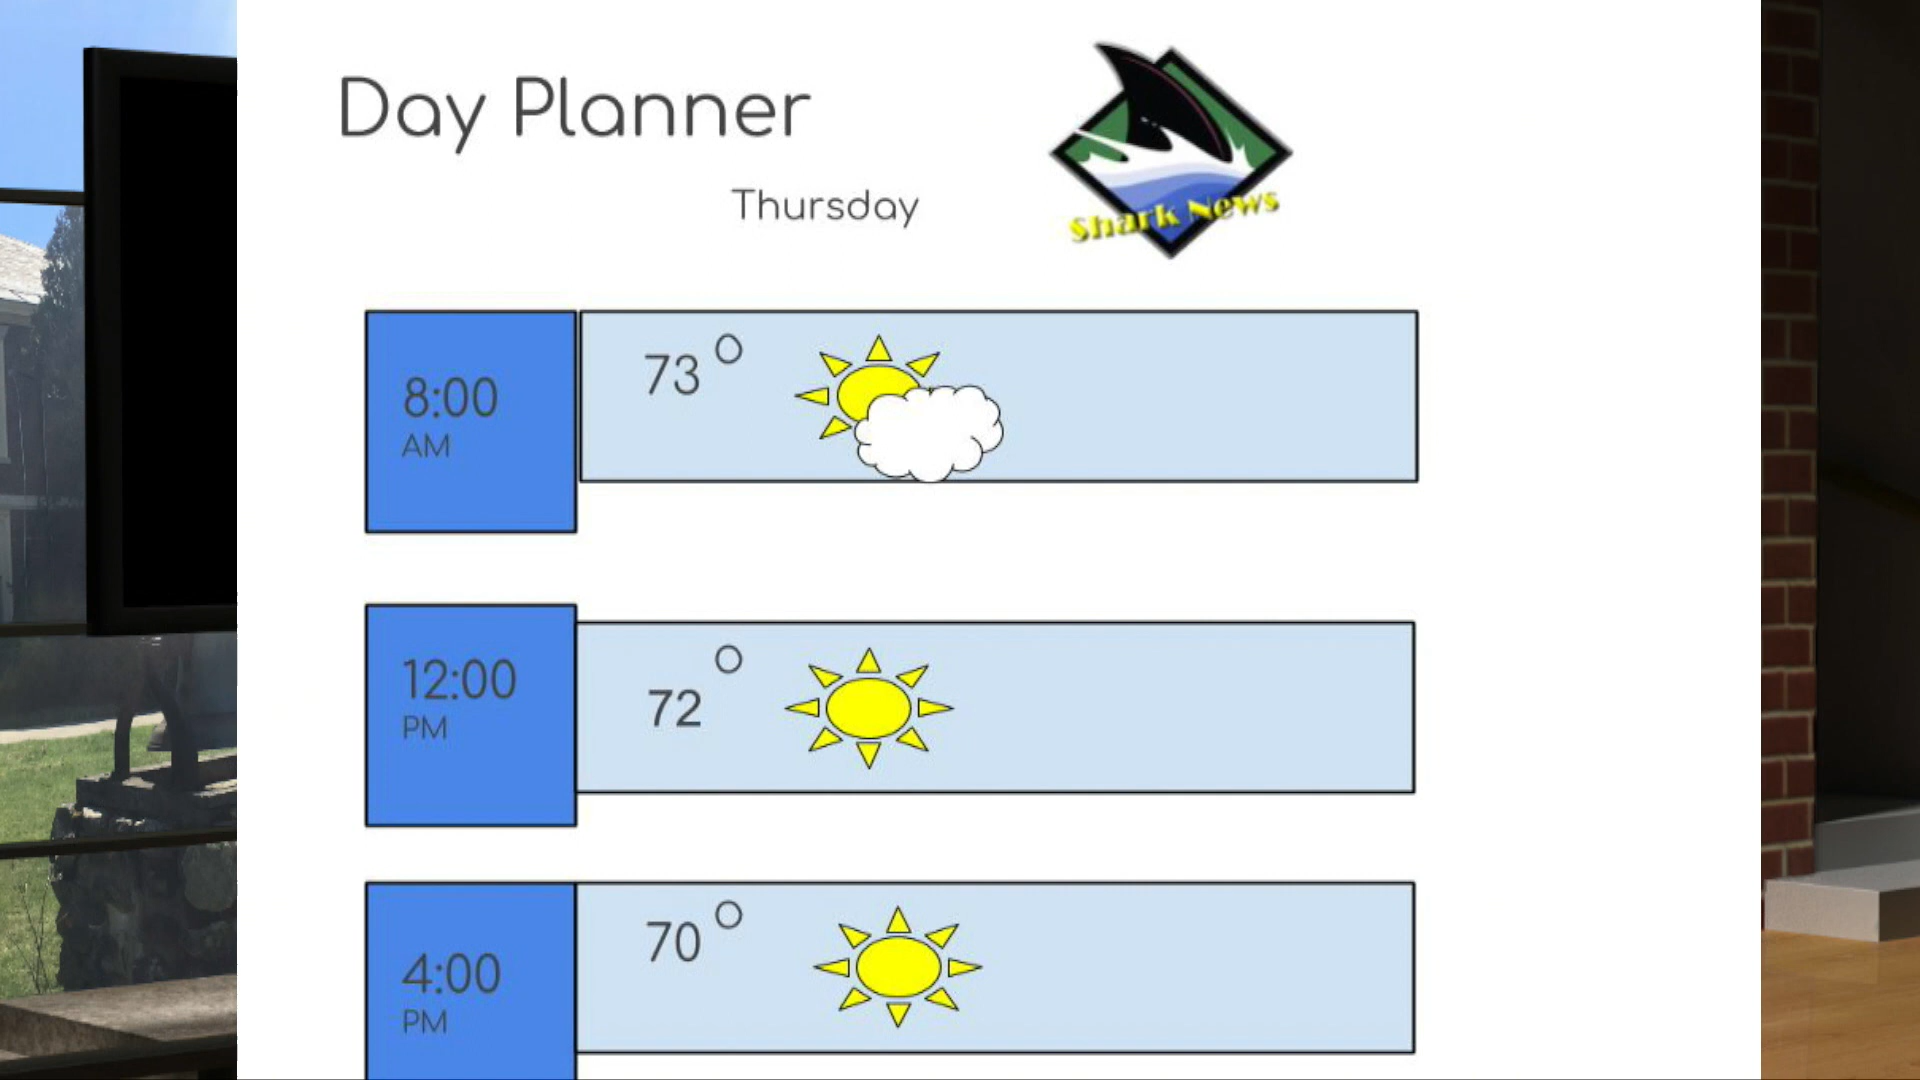 Day Planner
Thursday
Shark News
8:00
AM
73°
12:00
PM
72°
4:00
PM
70°